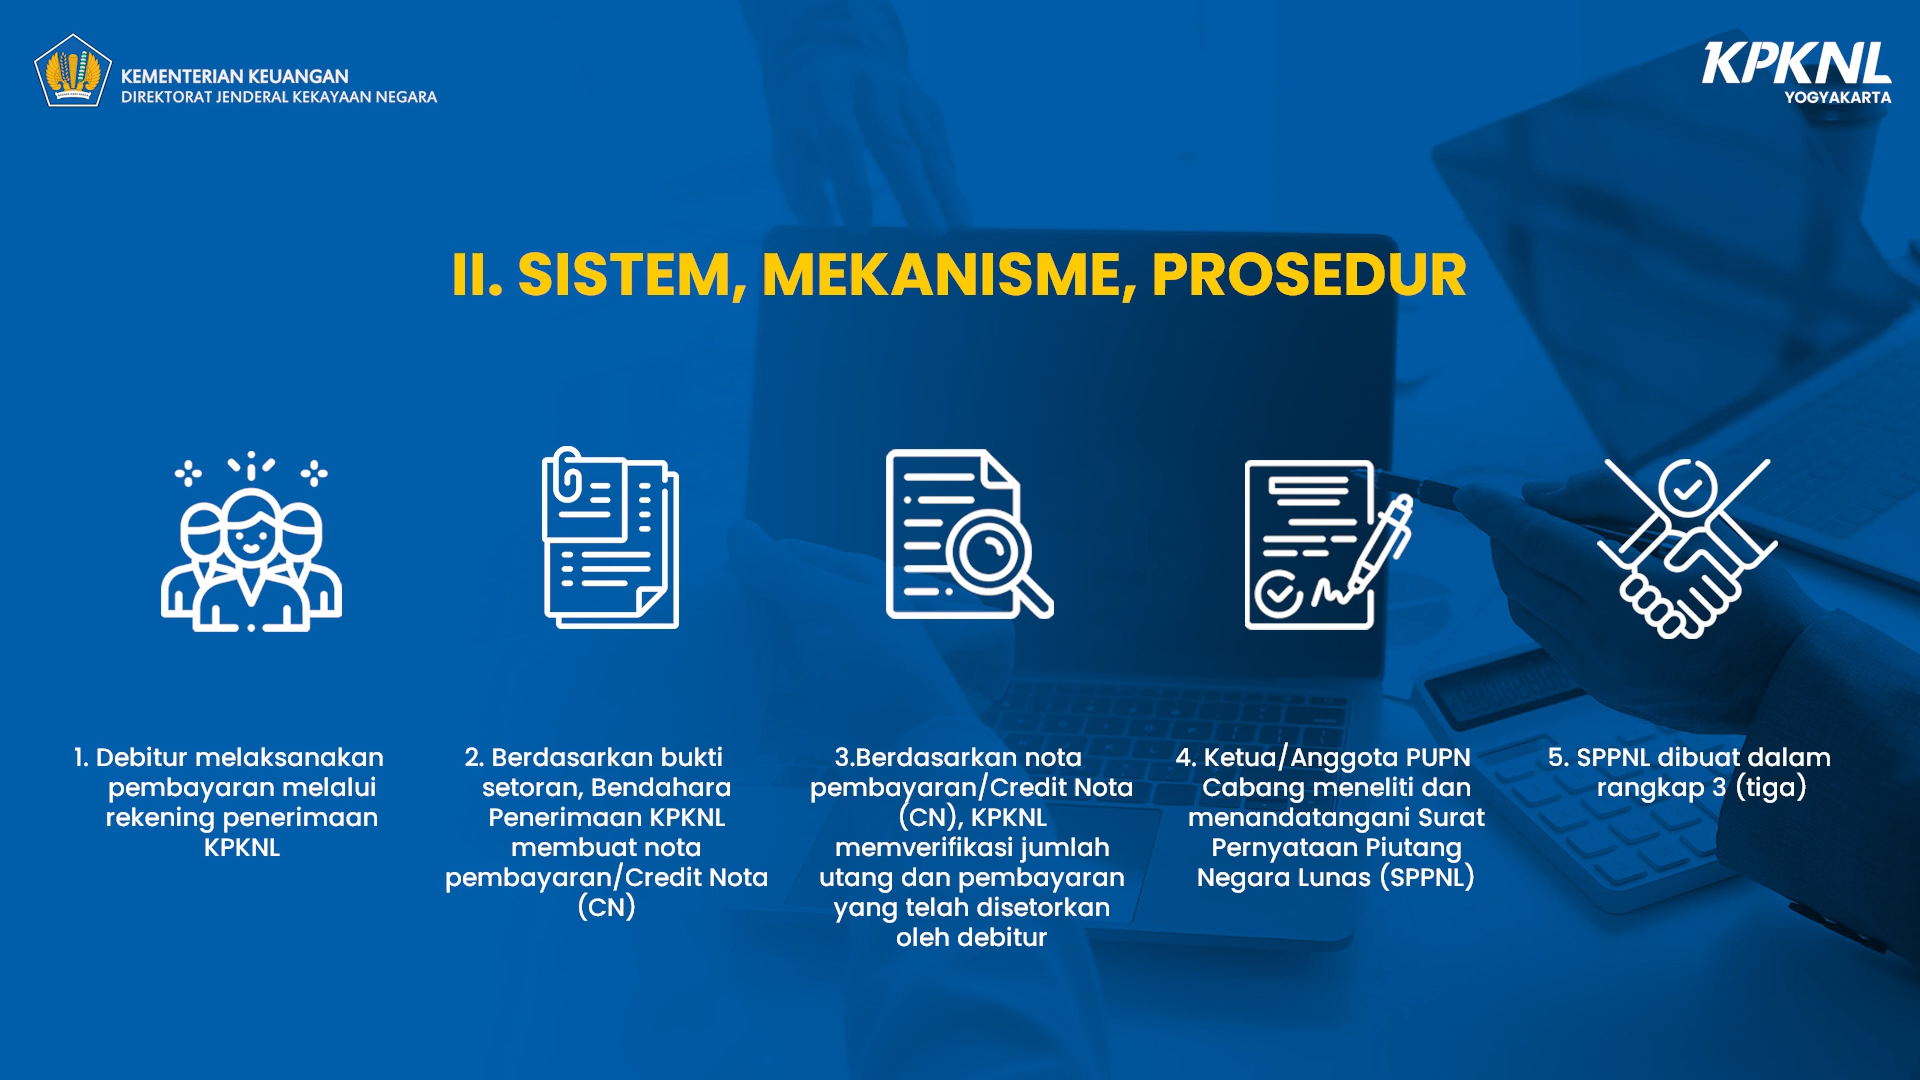 KEMENTERIAN KEUANGAN
DIREKTORAT JENDERAL KEKAYAAN NEGARA
KPKNL
YOGYAKARTA
II. SISTEM, MEKANISME, PROSEDUR
1. Debitur melaksanakan
pembayaran melalui
rekening penerimaan
KPKNL
2. Berdasarkan bukti
setoran, Bendahara
Penerimaan KPKNL
membuat nota
pembayaran/Credit Nota
(CN)
3.Berdasarkan nota
pembayaran/Credit Nota
(CN), KPKNL
memverifikasi jumlah
utang dan pembayaran
yang telah disetorkan
oleh debitur
4. Ketua/Anggota PUPN
Cabang meneliti dan
menandatangani Surat
Pernyataan Piutang
Negara Lunas (SPPNL)
5. SPPNL dibuat dalam
rangkap 3 (tiga)